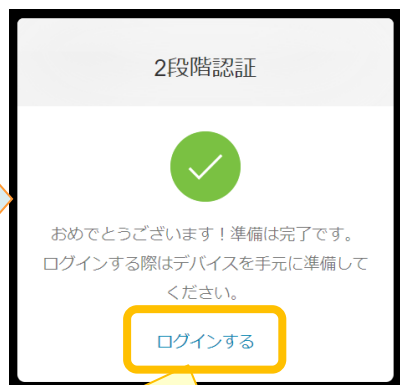 2段階認証
おめでとうございます！準備は完了です。
ログインする際はデバイスを手元に準備して
ください。
ログインする